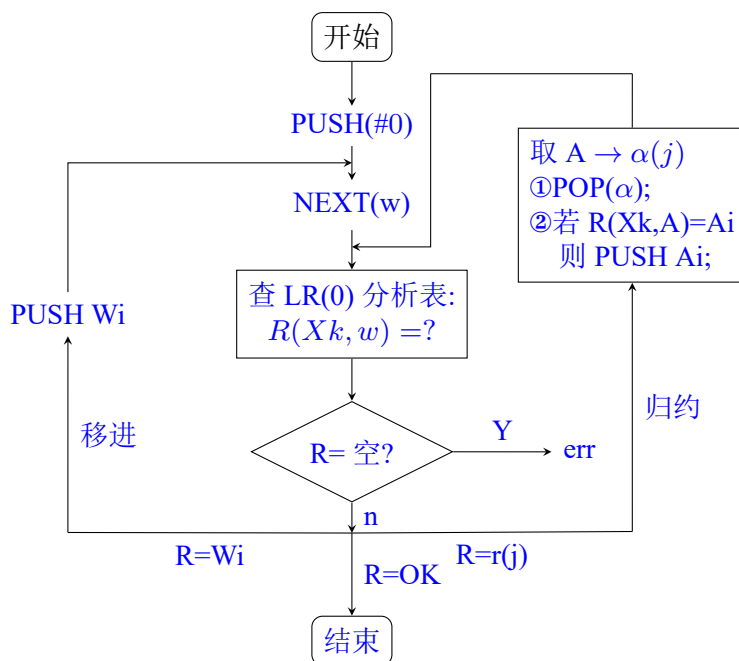 开始
PUSH(#0)
NEXT(w)
取 A → α(j)
①POP(α);
②若 R(Xk,A)=Ai
则 PUSH Ai;
查 LR(0) 分析表:
R(Xk, w) =?
PUSH Wi
移进
归约
R= 空?
Y
err
n
R=Wi
R=r(j)
R=OK
结束